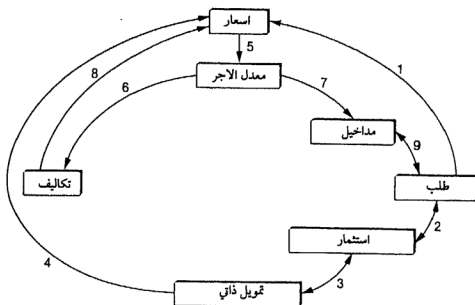 اسعار
5
معدل الاجر
8
1
6
7
مداخيل
9
تكاليف
طلب
2
استثمار
4
3
تمويل ذاتي